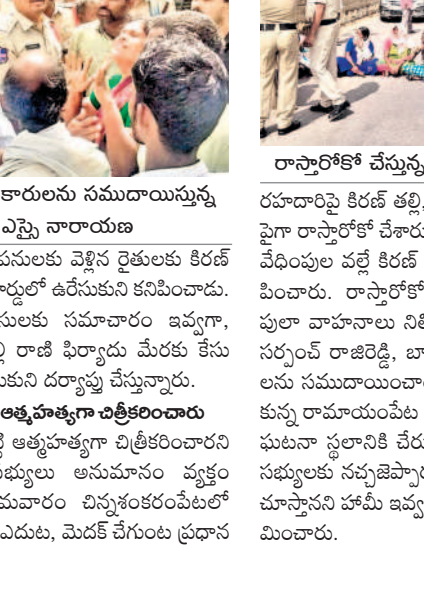 కారులను సముదాయిస్తున్న
ఎస్సై నారాయణ
పనులకు వెళ్లిన రైతులకు కిరణ్
ర్డులో ఉరేసుకుని కనిపించాడు.
సులకు సమాచారం ఇవ్వగా,
రాణి ఫిర్యాదు మేరకు కేసు
కుని దర్యాప్తు చేస్తున్నారు.
ఆత్మహత్యగా చిత్రీకరించారు
ఆత్మహత్యగా చిత్రీకరించారని
భ్యులు అనుమానం వ్యక్తం
మవారం చిన్నశంకరంపేటలో
ఎదుట, మెదక్ చేగుంట ప్రధాన
రాస్తారోకో చేస్తున్న
రహదారిపై కిరణ్ తల్లి,
పైగా రాస్తారోకో చేశారు
వేధింపుల వల్లే కిరణ్
పించారు. రాస్తారోకో
పులా వాహనాలు నిలి
సర్పంచ్ రాజిరెడ్డి, బా
లను సముదాయించా
కున్న రామాయంపేట
ఘటనా స్థలానికి చేరు
సభ్యులకు నచ్చజెప్పారు
చూస్తానని హామీ ఇవ్వ
మించారు.